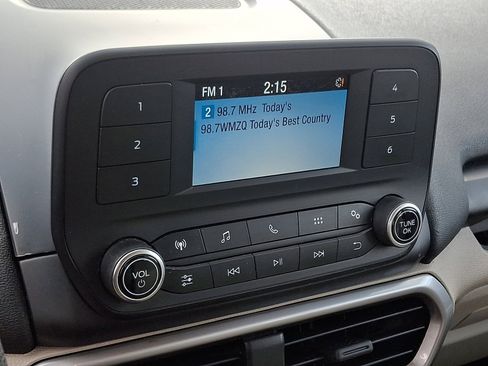 FM 1 2:15
2 98.7 MHz Today's
98.7WMZQ Today's Best Country
1
2
3
4
5
6
VOL
TUNE
OK